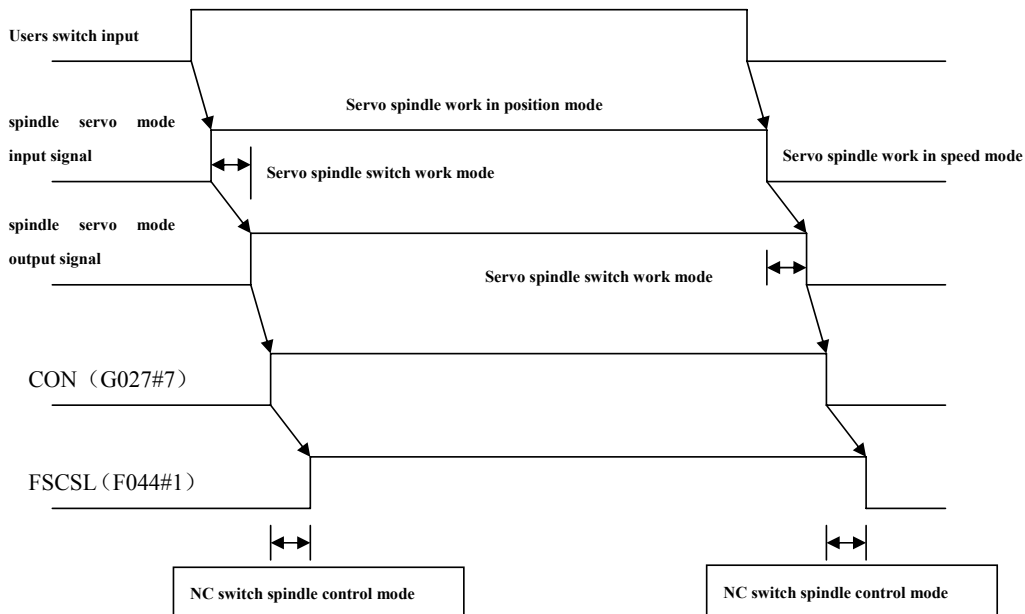 Users switch input
Servo spindle work in position mode
spindle servo mode
input signal
Servo spindle work in speed mode
Servo spindle switch work mode
spindle servo mode
output signal
Servo spindle switch work mode
CON（G027#7）
FSCSL（F044#1）
NC switch spindle control mode
NC switch spindle control mode